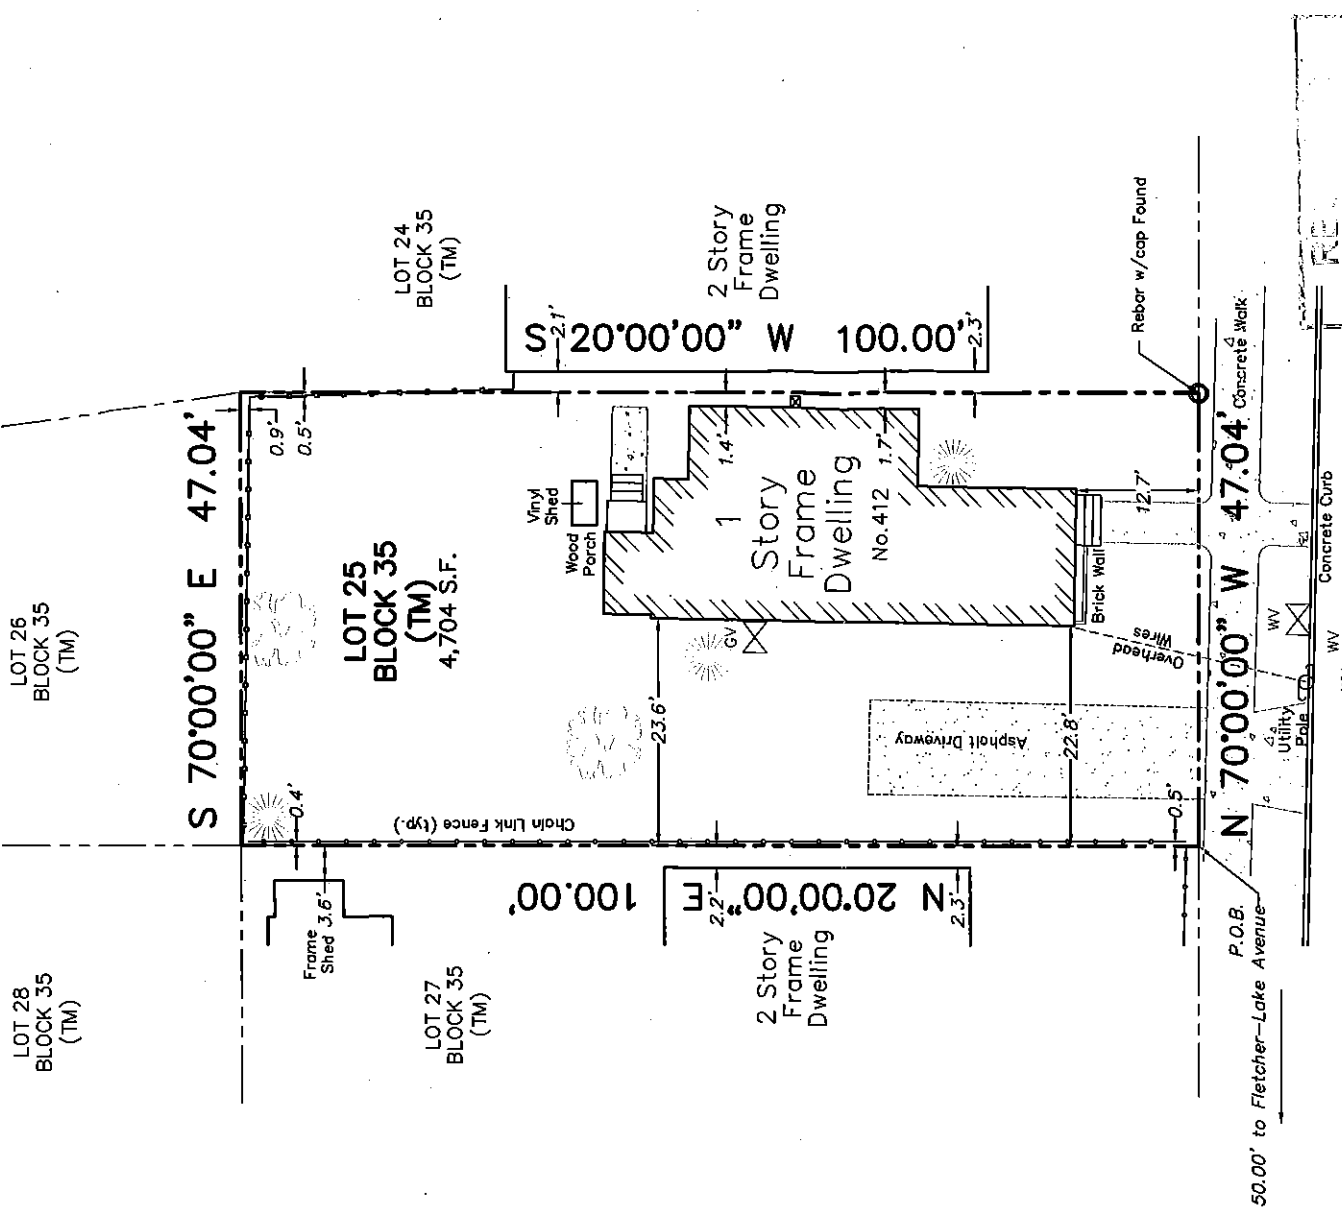 LOT 26
BLOCK 35
(TM)
LOT 28
BLOCK 35
(TM)
S 70°00'00" E 47.04'
0.9'
0.5'
LOT 24
BLOCK 35
(TM)
LOT 25
BLOCK 35
(TM)
4,704 S.F.
0.4'
Chain Link Fence (typ.)
Frame
Shed
3.6'
LOT 27
BLOCK 35
(TM)
N 20°00'00" E 100.00'
2.2'
2.3'
2 Story
Frame
Dwelling
Vinyl
Shed
Wood
Porch
S 20°00'00" W 100.00'
2.1'
2.3'
2 Story
Frame
Dwelling
1.4'
1.7'
1
Story
Frame
Dwelling
No.412
GV
23.6'
22.8'
Asphalt Driveway
Overhead
Wires
Brick Wall
12.7'
0.5'
Rebar w/cap Found
N 70°00'00" W 47.04'
Concrete Walk
Concrete Curb
WV
WV
Utility
Pole
P.O.B.
50.00' to Fletcher-Lake Avenue